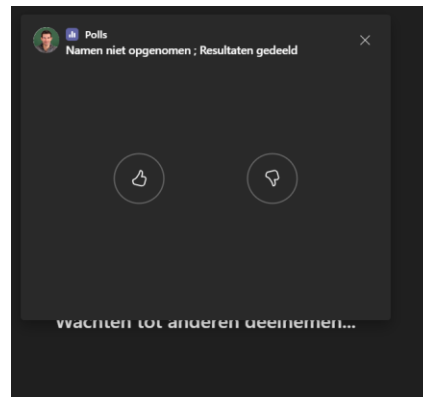 Polls
Namen niet opgenomen ; Resultaten gedeeld
Wachten tot anderen deelnemen...